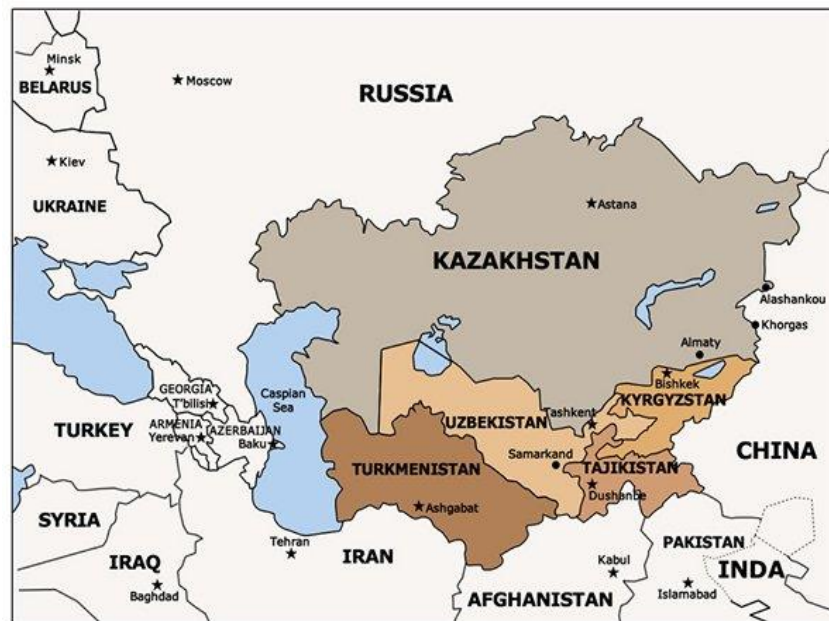 Minsk
BELARUS
Moscow
RUSSIA
Kiev
UKRAINE
Astana
KAZAKHSTAN
Alashankou
Khorgas
Almaty
Bishkek
KYRGYZSTAN
Caspian
Sea
GEORGIA
T'bilisi
ARMENIA
Yerevan
AZERBAIJAN
Baku
TURKEY
UZBEKISTAN
Tashkent
CHINA
Samarkand
TAJIKISTAN
Dushanbe
TURKMENISTAN
Ashgabat
SYRIA
IRAQ
Baghdad
Tehran
IRAN
Kabul
AFGHANISTAN
PAKISTAN
INDA
Islamabad